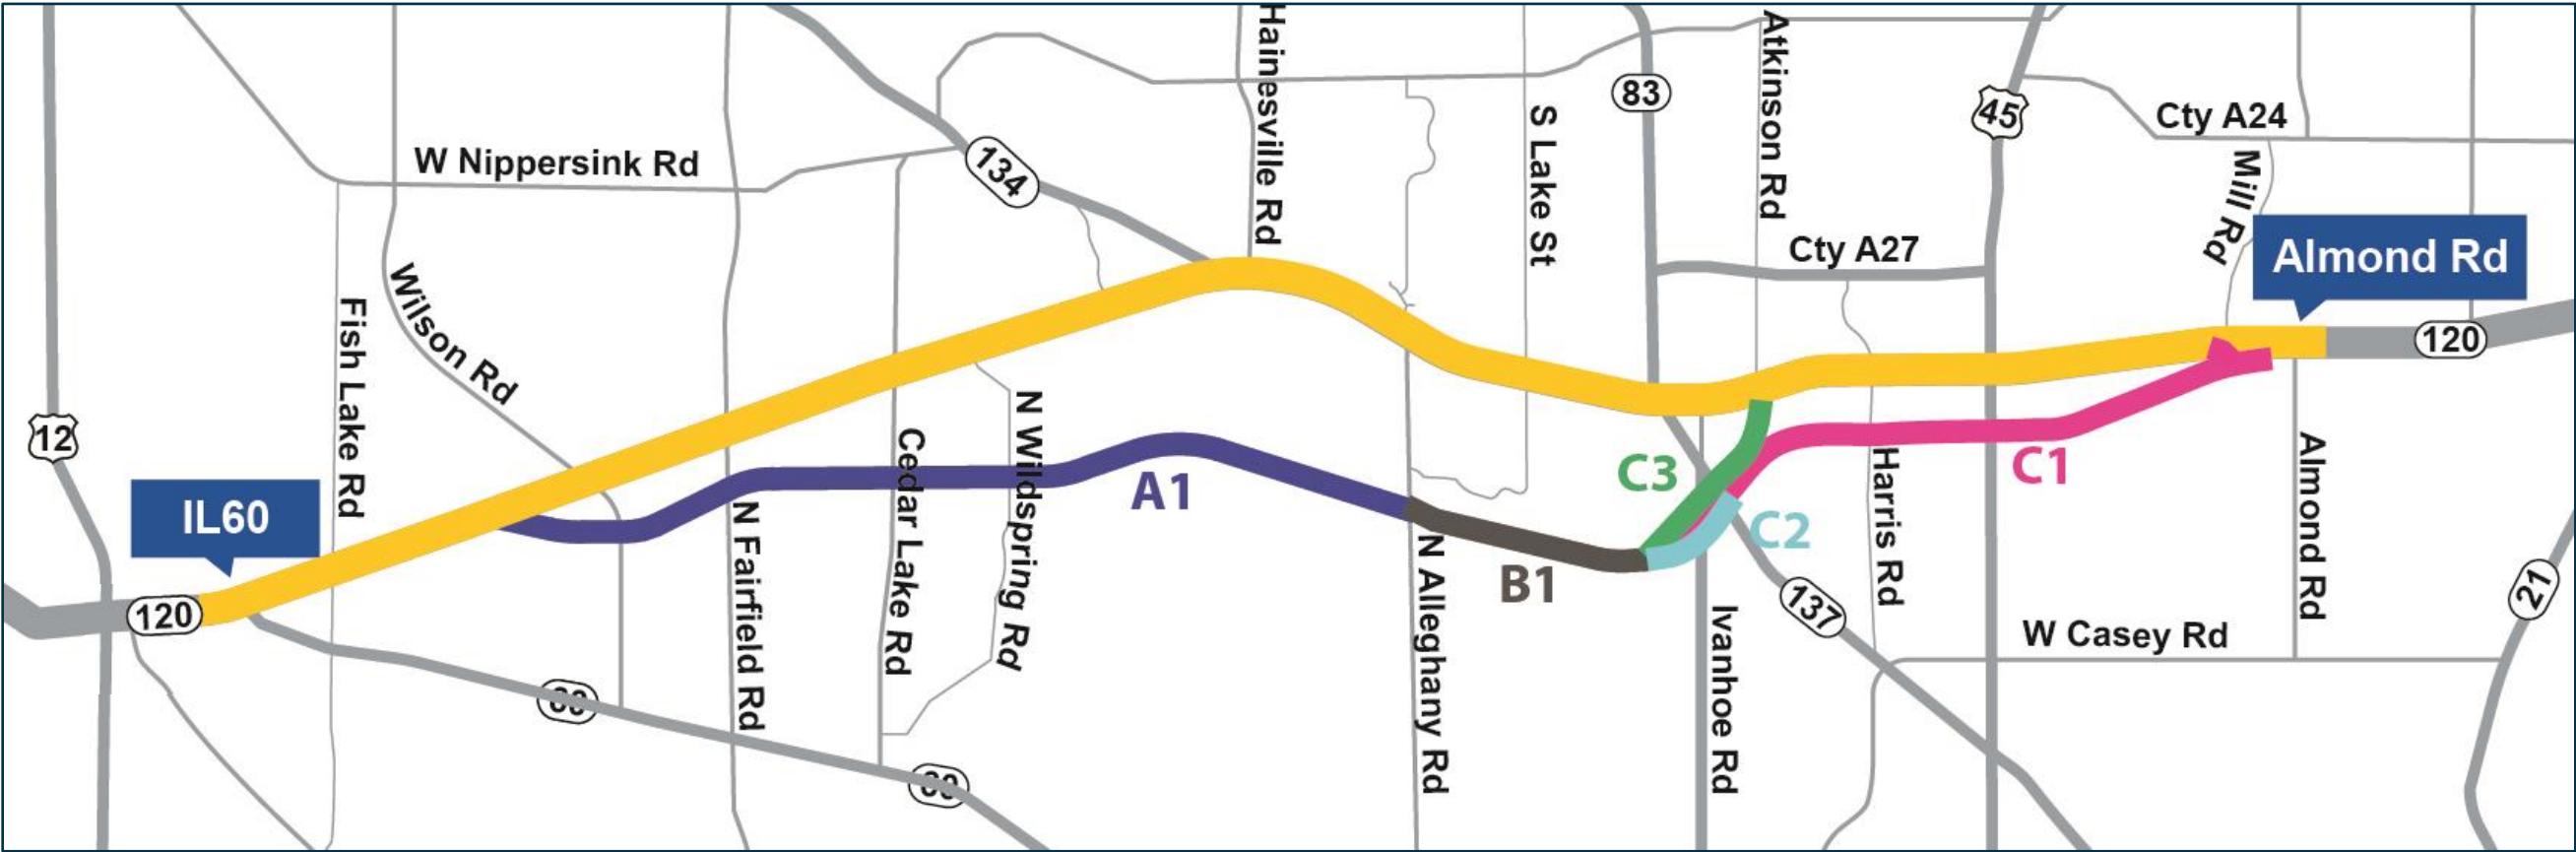 Hainesville Rd
Atkinson Rd
83
45
S Lake St
Cty A24
W Nippersink Rd
134
Mill Rd
Cty A27
Almond Rd
Wilson Rd
Fish Lake Rd
120
12
N Wildspring Rd
Cedar Lake Rd
A1
C3
C1
Harris Rd
Almond Rd
IL60
N Fairfield Rd
C2
B1
N Alleghany Rd
120
Ivanhoe Rd
137
21
W Casey Rd
60
60